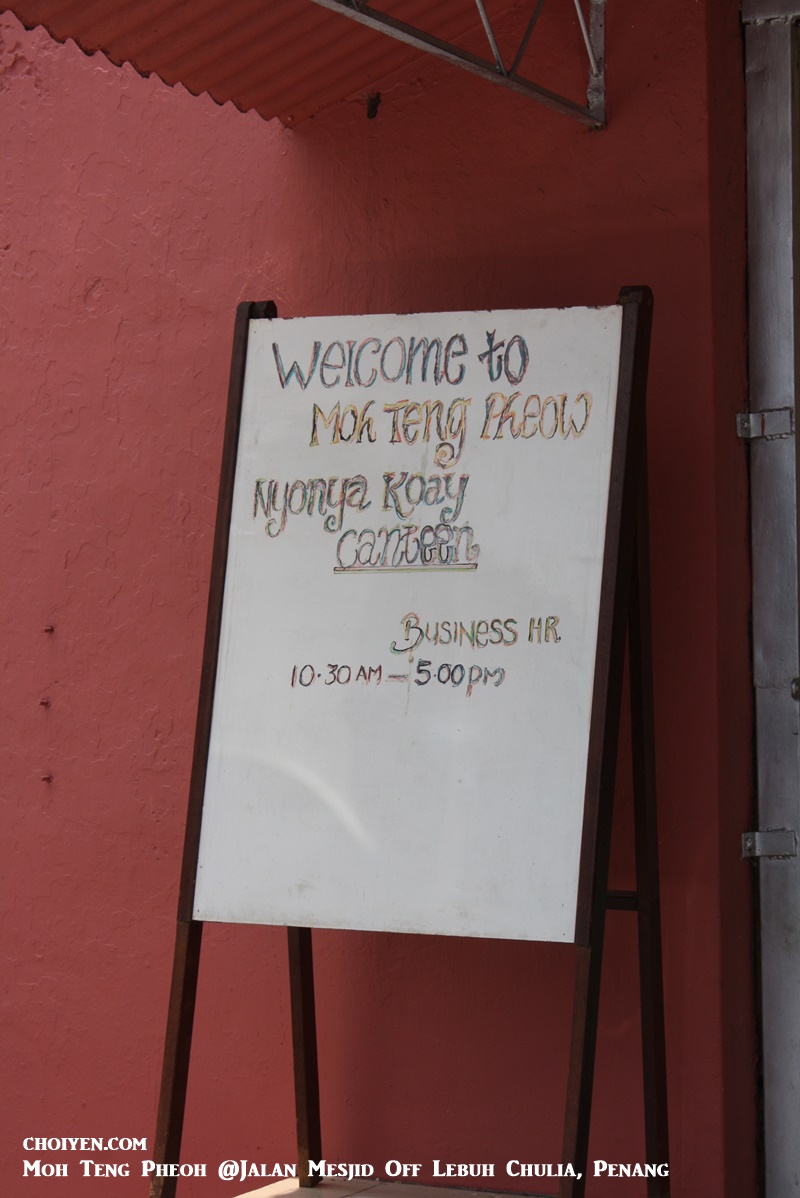 Welcome to
Moh Teng Pheow
Nyonya Koay
Canteen
Business HR
10.30 AM - 5.00 pm
choiyen.com
Moh Teng Pheoh @Jalan Mesjid Off Lebuh Chulia, Penang